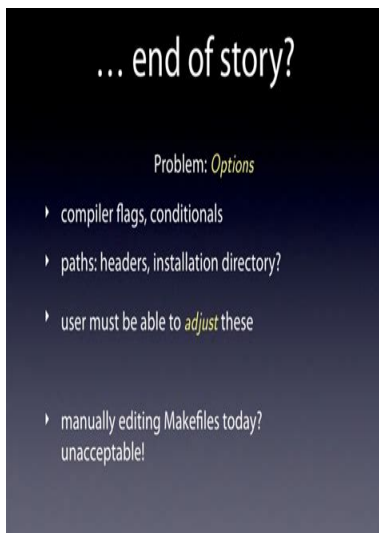 ... end of story?
Problem: Options
‣ compiler flags, conditionals
‣ paths: headers, installation directory?
‣ user must be able to adjust these
‣ manually editing Makefiles today?
unacceptable!